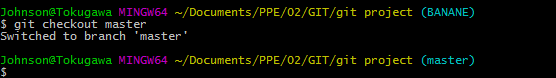 Johnson@Tokugawa MINGW64 ~/Documents/PPE/02/GIT/git project (BANANE)
$ git checkout master
Switched to branch 'master'
Johnson@Tokugawa MINGW64 ~/Documents/PPE/02/GIT/git project (master)
$